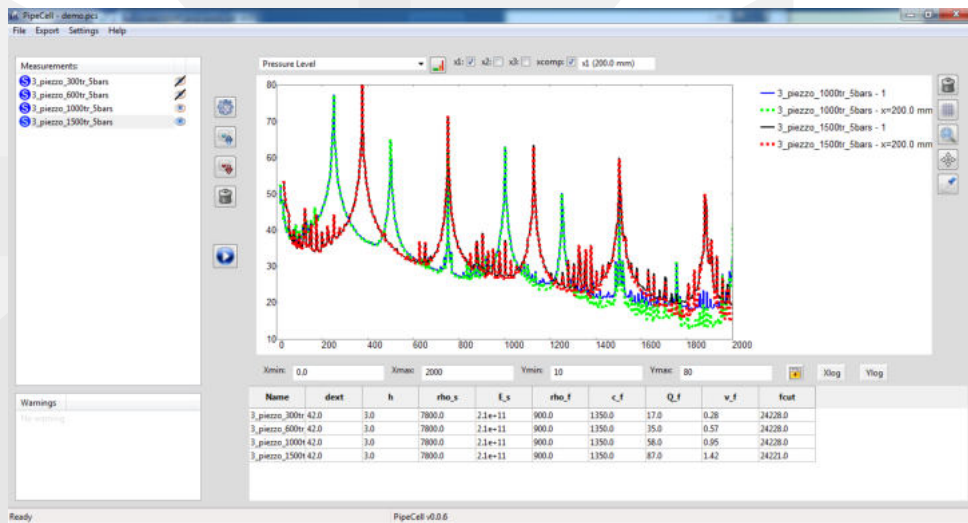 PipeCell - demo.pcs
File Export Settings Help
Measurements:
3_piezzo_300tr_5bars
3_piezzo_600tr_5bars
3_piezzo_1000tr_5bars
3_piezzo_1500tr_5bars
Pressure Level x1: x2: x3: xcomp: x1 (200.0 mm)
80
70
60
50
40
30
20
10
0 200 400 600 800 1000 1200 1400 1600 1800 2000
3_piezzo_1000tr_5bars - 1
3_piezzo_1000tr_5bars - x=200.0 mm
3_piezzo_1500tr_5bars - 1
3_piezzo_1500tr_5bars - x=200.0 mm
Xmin: 0,0 Xmax: 2000 Ymin: 10 Ymax: 80 Xlog Ylog
Warnings
No warning
Name dext h rho_s E_s rho_f c_f Q_f v_f fcut
3_piezzo_300tr 42.0 3.0 7800.0 2.1e+11 900.0 1350.0 17.0 0.28 24228.0
3_piezzo_600tr 42.0 3.0 7800.0 2.1e+11 900.0 1350.0 35.0 0.57 24228.0
3_piezzo_1000t 42.0 3.0 7800.0 2.1e+11 900.0 1350.0 58.0 0.95 24228.0
3_piezzo_1500t 42.0 3.0 7800.0 2.1e+11 900.0 1350.0 87.0 1.42 24221.0
Ready PipeCell v0.0.6